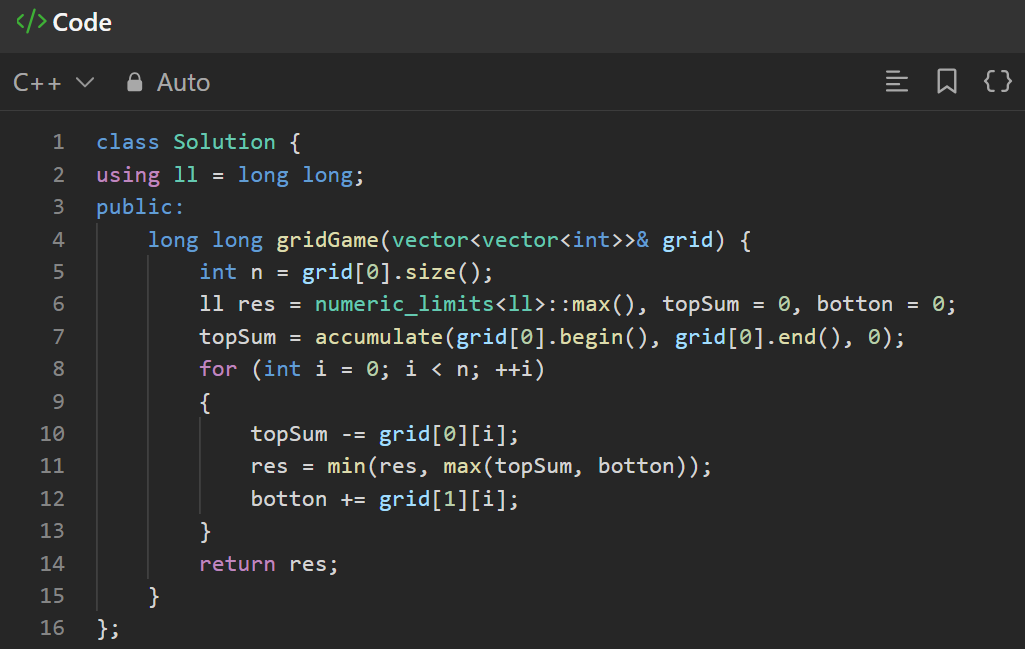 </> Code
C++ Auto
1 class Solution {
2 using ll = long long;
3 public:
4     long long gridGame(vector<vector<int>>& grid) {
5         int n = grid[0].size();
6         ll res = numeric_limits<ll>::max(), topSum = 0, botton = 0;
7         topSum = accumulate(grid[0].begin(), grid[0].end(), 0);
8         for (int i = 0; i < n; ++i)
9         {
10             topSum -= grid[0][i];
11             res = min(res, max(topSum, botton));
12             botton += grid[1][i];
13         }
14         return res;
15     }
16 };